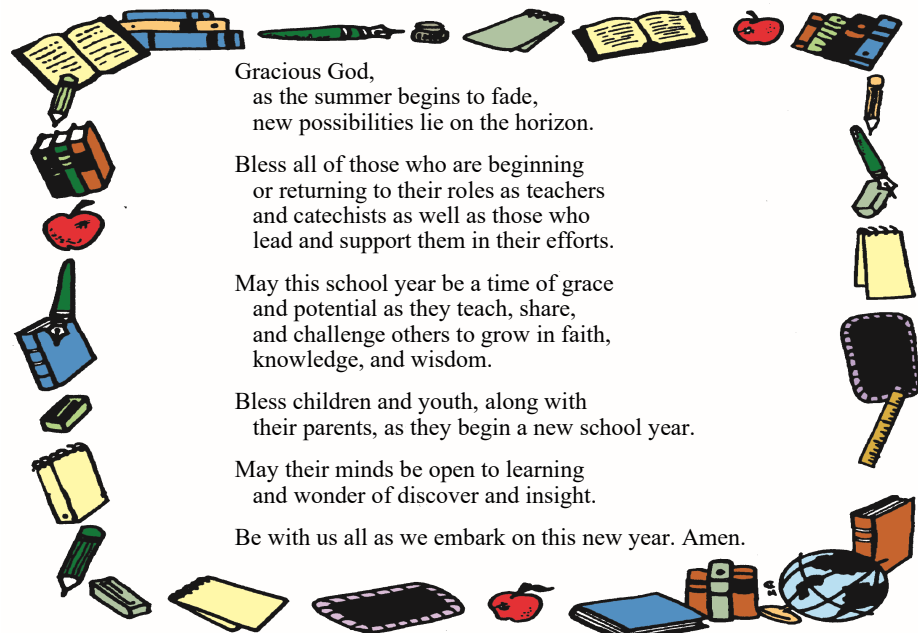 Gracious God,
as the summer begins to fade,
new possibilities lie on the horizon.
Bless all of those who are beginning
or returning to their roles as teachers
and catechists as well as those who
lead and support them in their efforts.
May this school year be a time of grace
and potential as they teach, share,
and challenge others to grow in faith,
knowledge, and wisdom.
Bless children and youth, along with
their parents, as they begin a new school year.
May their minds be open to learning
and wonder of discover and insight.
Be with us all as we embark on this new year. Amen.